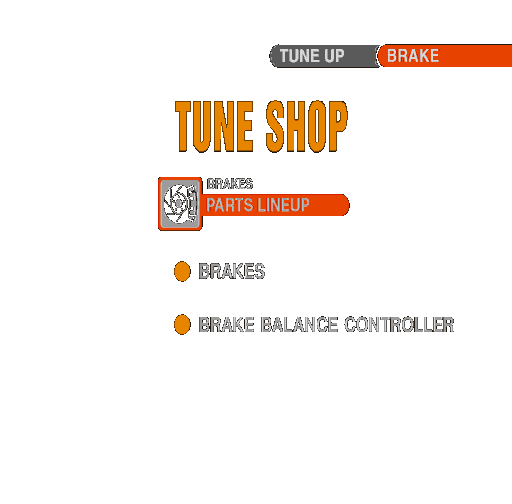 TUNE UP BRAKE
TUNE SHOP
BRAKES
PARTS LINEUP
BRAKES
BRAKE BALANCE CONTROLLER